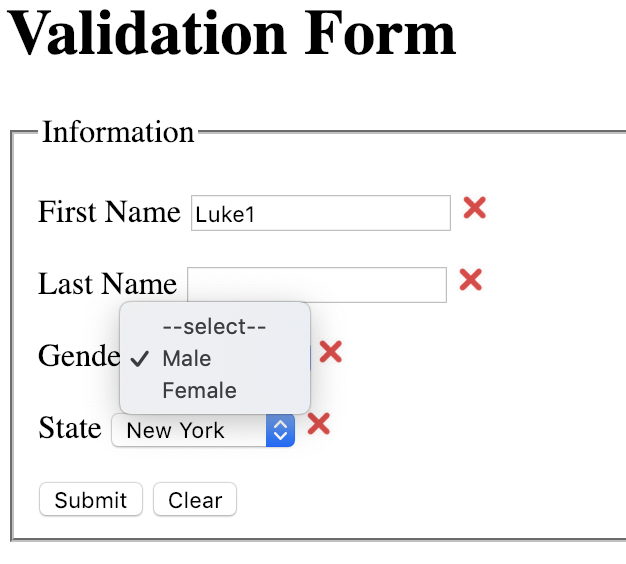 Validation Form
Information
First Name Luke1
Last Name
--select--
Gende ✓ Male
Female
State New York
Submit Clear